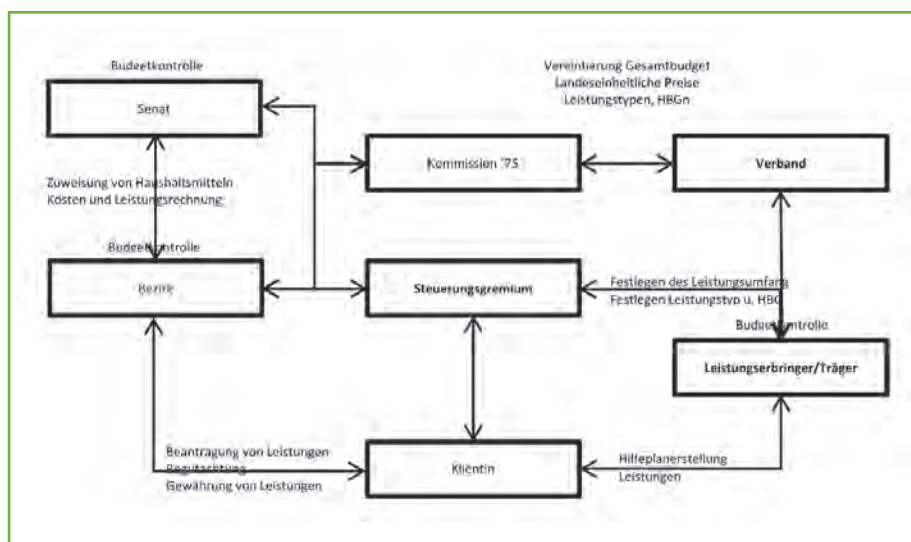 Budgetkontrolle
Senat
Zuweisung von Haushaltsmitteln
Kosten und Leistungsrechnung
Budgetkontrolle
Bezirk
Vereinbarung Gesamtbudget
Landeseinheitliche Preise
Leistungstypen, HBGn
Kommission '75
Verband
Steuerungsgremium
Festlegen des Leistungsumfang
Festlegen Leistungstyp u. HBG
Budgetkontrolle
Leistungserbringer/Träger
Beantragung von Leistungen
Begutachtung
Gewährung von Leistungen
Klientin
Hilfeplanerstellung
Leistungen